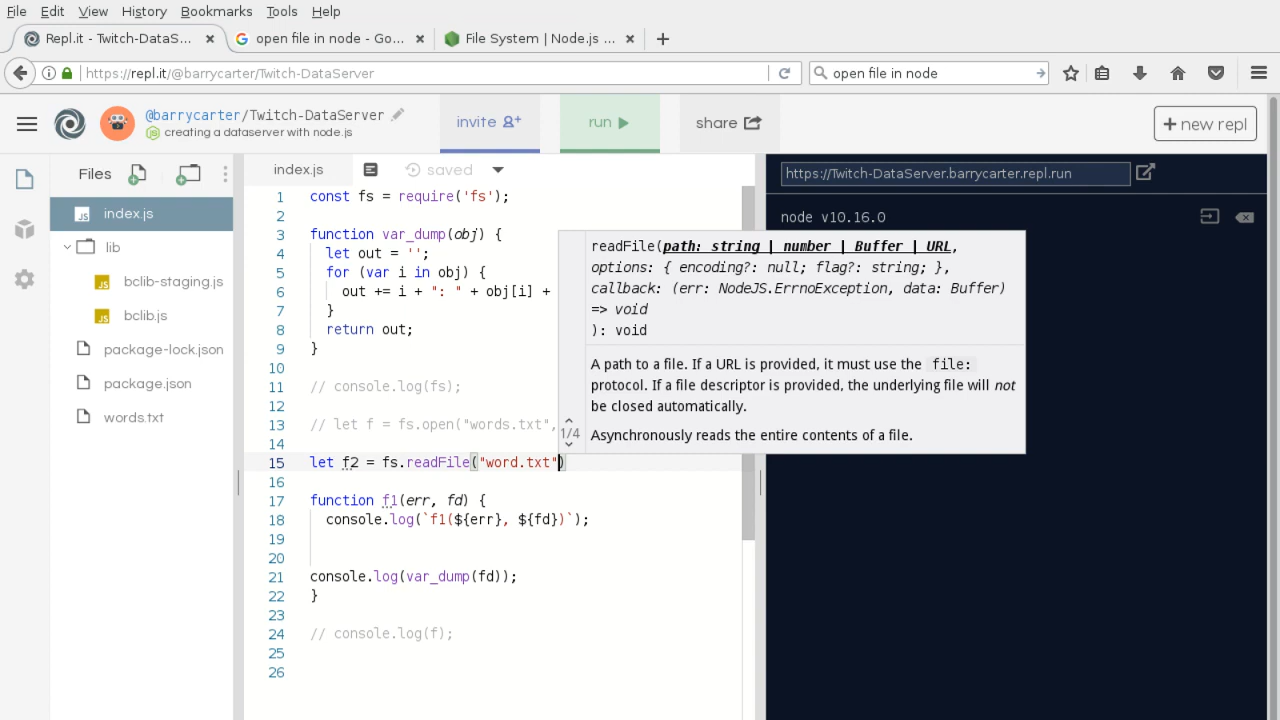 File Edit View History Bookmarks Tools Help
Repl.it - Twitch-DataS... × open file in node - Go... × File System | Node.js ... × +
https://repl.it/@barrycarter/Twitch-DataServer open file in node
@barrycarter/Twitch-DataServer
creating a dataserver with node.js
invite run share + new repl
Files index.js saved
https://Twitch-DataServer.barrycarter.repl.run
node v10.16.0
index.js
lib
bclib-staging.js
bclib.js
package-lock.json
package.json
words.txt
1 const fs = require('fs');
2
3 function var_dump(obj) {
4 let out = '';
5 for (var i in obj) {
6 out += i + ": " + obj[i] +
7 }
8 return out;
9 }
10
11 // console.log(fs);
12
13 // let f = fs.open("words.txt",
14
15 let f2 = fs.readFile("word.txt")
16
17 function f1(err, fd) {
18 console.log(`f1(${err}, ${fd})`);
19
20
21 console.log(var_dump(fd));
22 }
23
24 // console.log(f);
25
26
readFile(path: string | number | Buffer | URL,
options: { encoding?: null; flag?: string; },
callback: (err: NodeJS.ErrnoException, data: Buffer)
=> void
): void
A path to a file. If a URL is provided, it must use the file:
protocol. If a file descriptor is provided, the underlying file will not
be closed automatically.
1/4
Asynchronously reads the entire contents of a file.